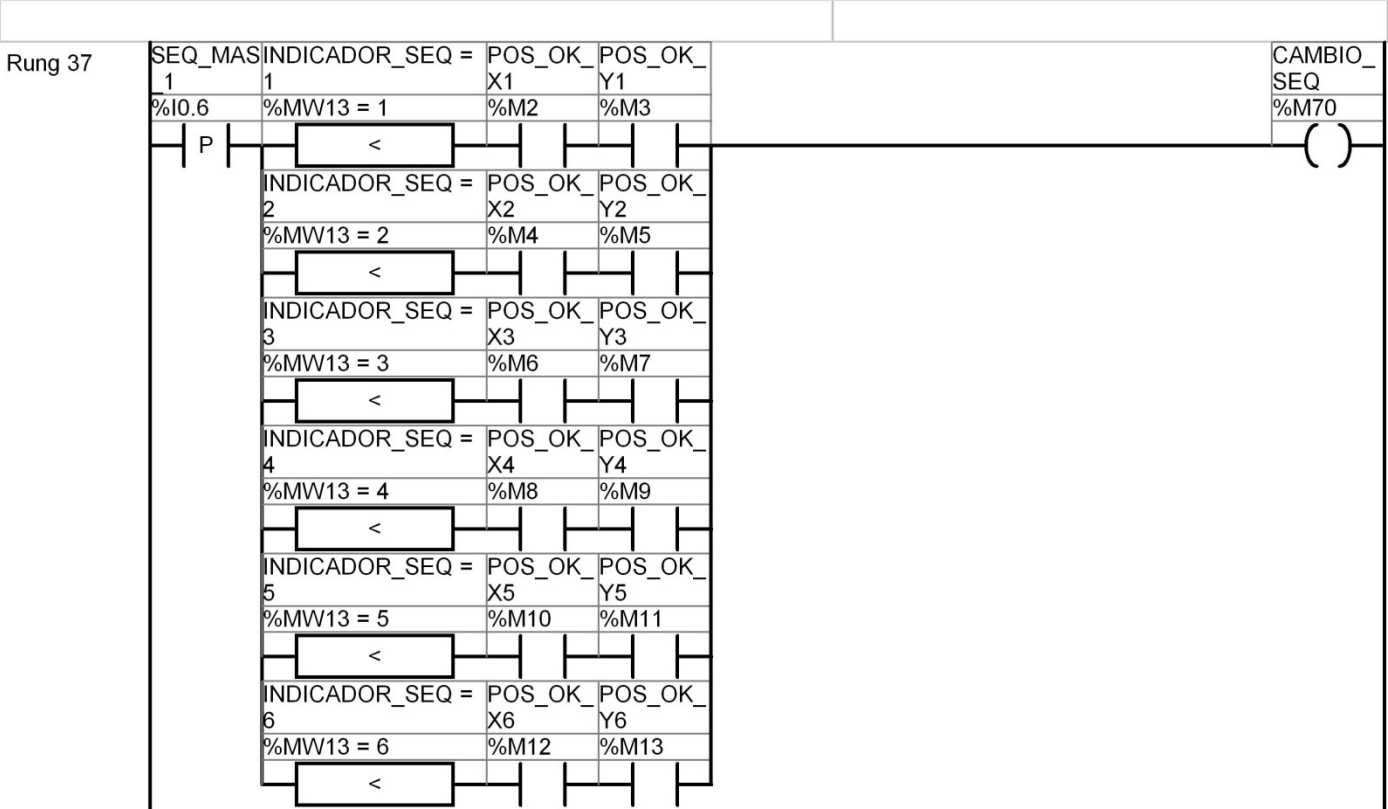 Rung 37
SEQ_MAS INDICADOR_SEQ = POS_OK_ POS_OK_ CAMBIO_
_1 1 X1 Y1 SEQ
%I0.6 %MW13 = 1 %M2 %M3 %M70
P < ( )
INDICADOR_SEQ = POS_OK_ POS_OK_
2 X2 Y2
%MW13 = 2 %M4 %M5
<
INDICADOR_SEQ = POS_OK_ POS_OK_
3 X3 Y3
%MW13 = 3 %M6 %M7
<
INDICADOR_SEQ = POS_OK_ POS_OK_
4 X4 Y4
%MW13 = 4 %M8 %M9
<
INDICADOR_SEQ = POS_OK_ POS_OK_
5 X5 Y5
%MW13 = 5 %M10 %M11
<
INDICADOR_SEQ = POS_OK_ POS_OK_
6 X6 Y6
%MW13 = 6 %M12 %M13
<